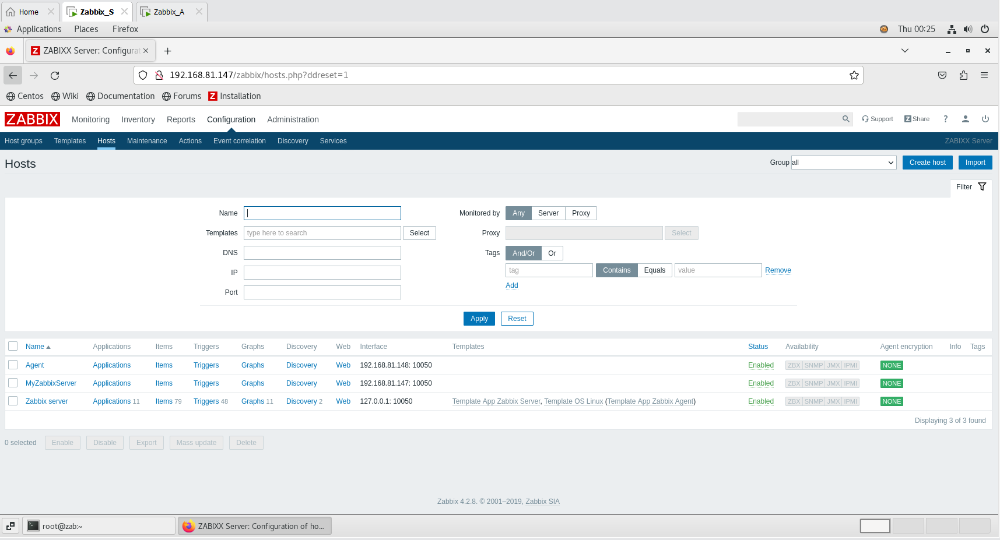 Home Zabbix_S Zabbix_A
Applications Places Firefox Thu 00:25
Z ZABIXX Server: Configurat
192.168.81.147/zabbix/hosts.php?ddreset=1
Centos Wiki Documentation Forums Z Installation
ZABBIX Monitoring Inventory Reports Configuration Administration Support Z Share ?
Host groups Templates Hosts Maintenance Actions Event correlation Discovery Services ZABIXX Server
Hosts Group all Create host Import
Filter
Name Monitored by Any Server Proxy
Templates type here to search Select Proxy Select
DNS Tags And/Or Or
IP tag Contains Equals value Remove
Add
Port
Apply Reset
Name Applications Items Triggers Graphs Discovery Web Interface Templates Status Availability Agent encryption Info Tags
Agent Applications Items Triggers Graphs Discovery Web 192.168.81.148: 10050 Enabled ZBX SNMP JMX IPMI NONE
MyZabbixServer Applications Items Triggers Graphs Discovery Web 192.168.81.147: 10050 Enabled ZBX SNMP JMX IPMI NONE
Zabbix server Applications 11 Items 79 Triggers 48 Graphs 11 Discovery 2 Web 127.0.0.1: 10050 Template App Zabbix Server, Template OS Linux (Template App Zabbix Agent) Enabled ZBX SNMP JMX IPMI NONE
Displaying 3 of 3 found
0 selected Enable Disable Export Mass update Delete
Zabbix 4.2.8. © 2001–2019, Zabbix SIA
root@zab:~ ZABIXX Server: Configuration of ho...